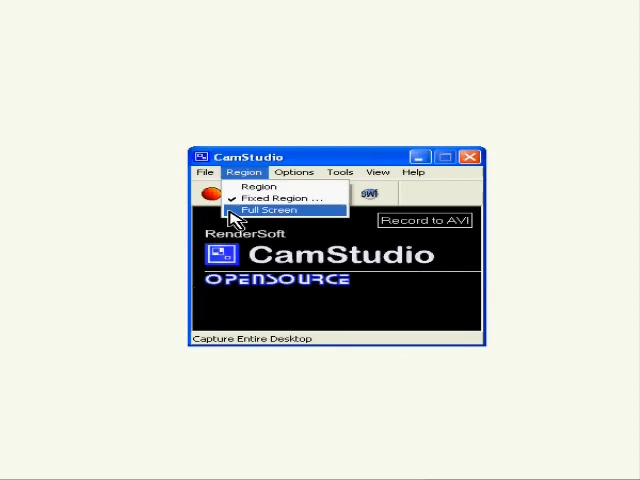 CamStudio
File Region Options Tools View Help
Region
Fixed Region ...
Full Screen
SWF
Record to AVI
RenderSoft
CamStudio
OPENSOURCE
Capture Entire Desktop